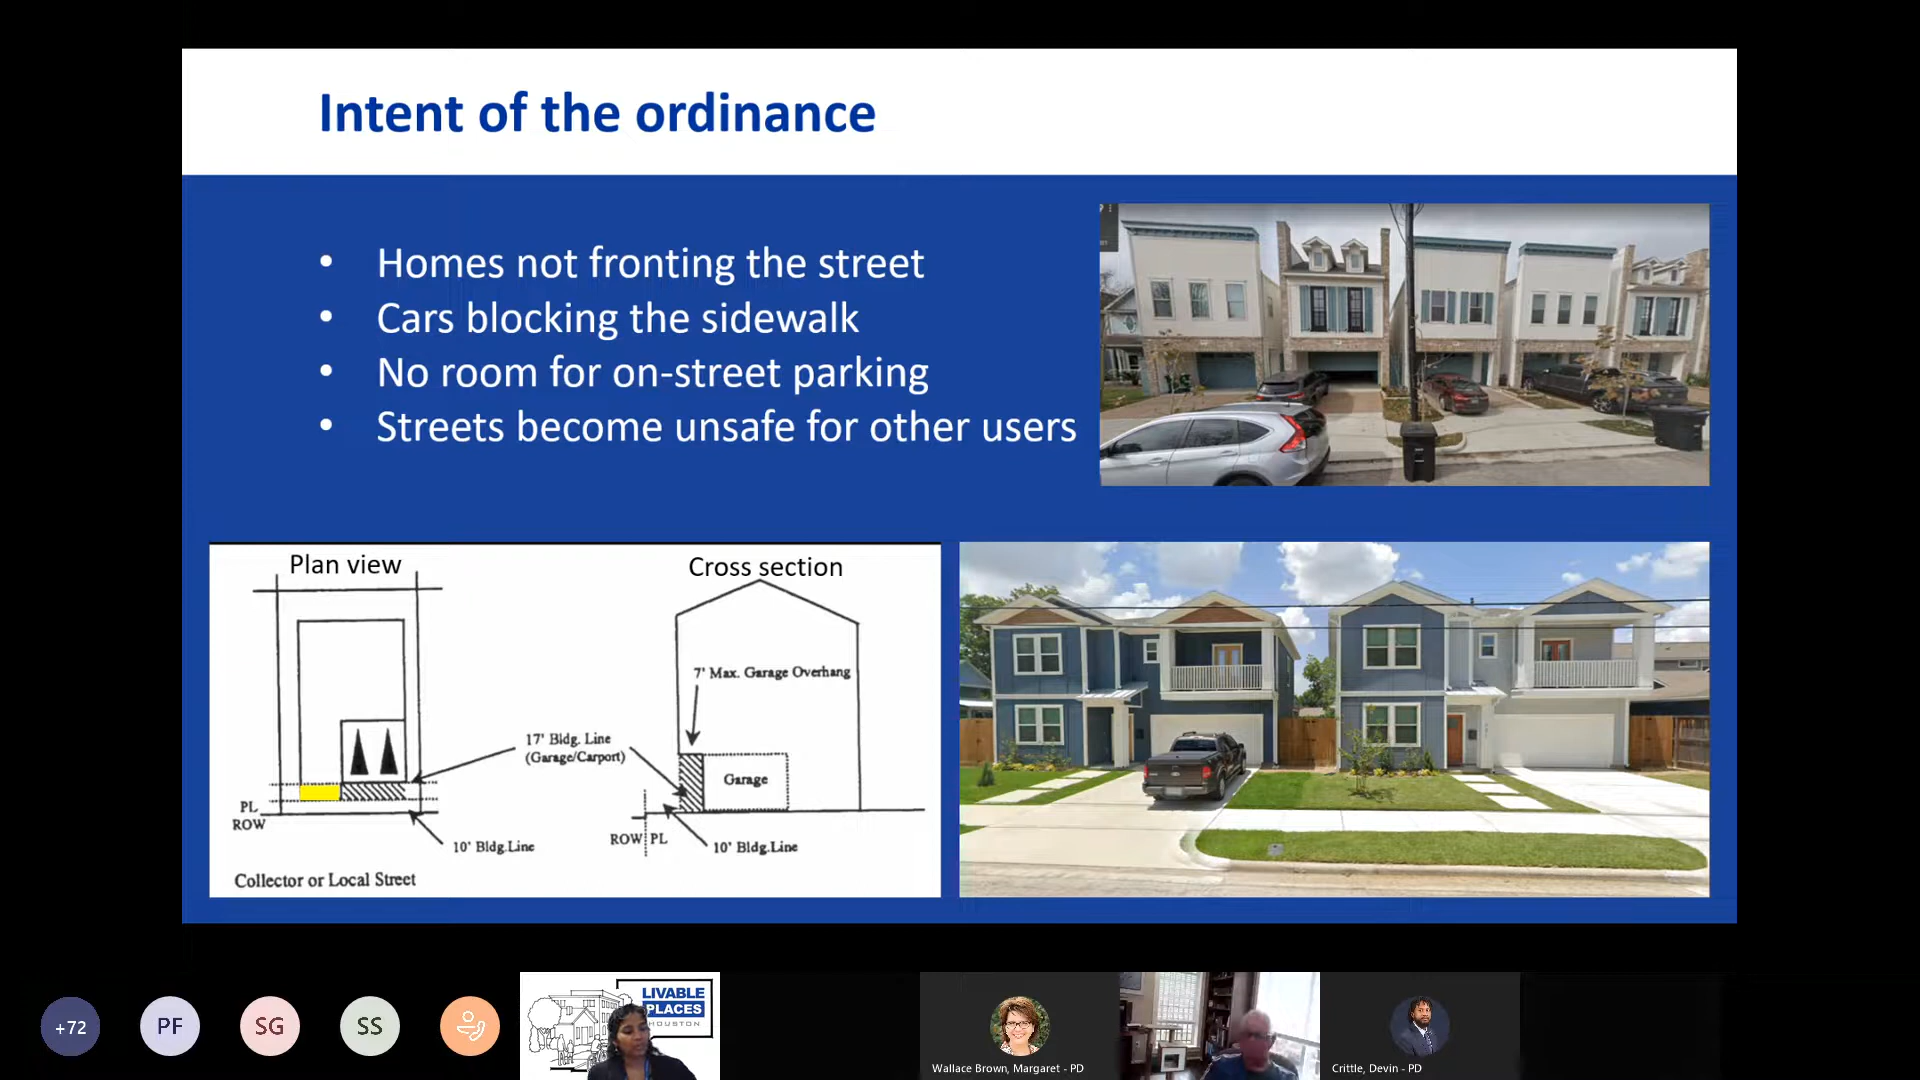 Intent of the ordinance
• Homes not fronting the street
• Cars blocking the sidewalk
• No room for on-street parking
• Streets become unsafe for other users
Plan view
Cross section
7' Max. Garage Overhang
17' Bldg. Line
(Garage/Carport)
Garage
PL
ROW
ROW PL
10' Bldg.Line
10' Bldg.Line
Collector or Local Street
+72
PF
SG
SS
LIVABLE
PLACES
HOUSTON
Wallace Brown, Margaret - PD
Crittle, Devin - PD